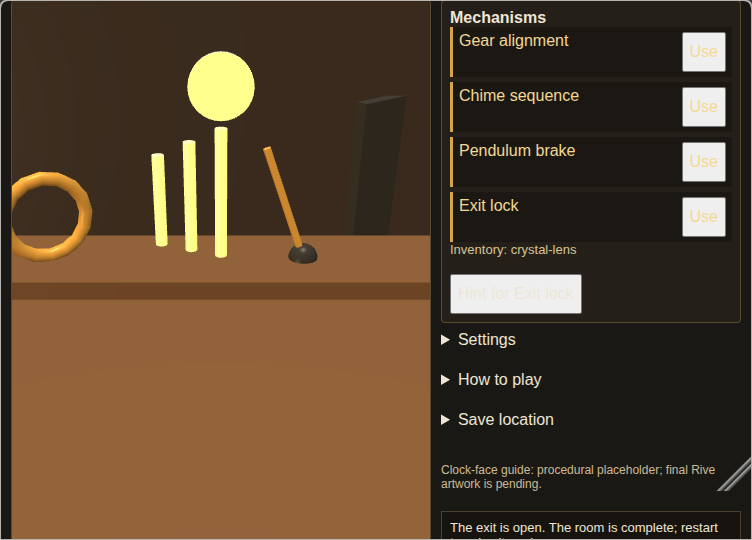 Mechanisms
Gear alignment
Use
Chime sequence
Use
Pendulum brake
Use
Exit lock
Use
Inventory: crystal-lens
Hint for Exit lock
Settings
How to play
Save location
Clock-face guide: procedural placeholder; final Rive
artwork is pending.
The exit is open. The room is complete; restart